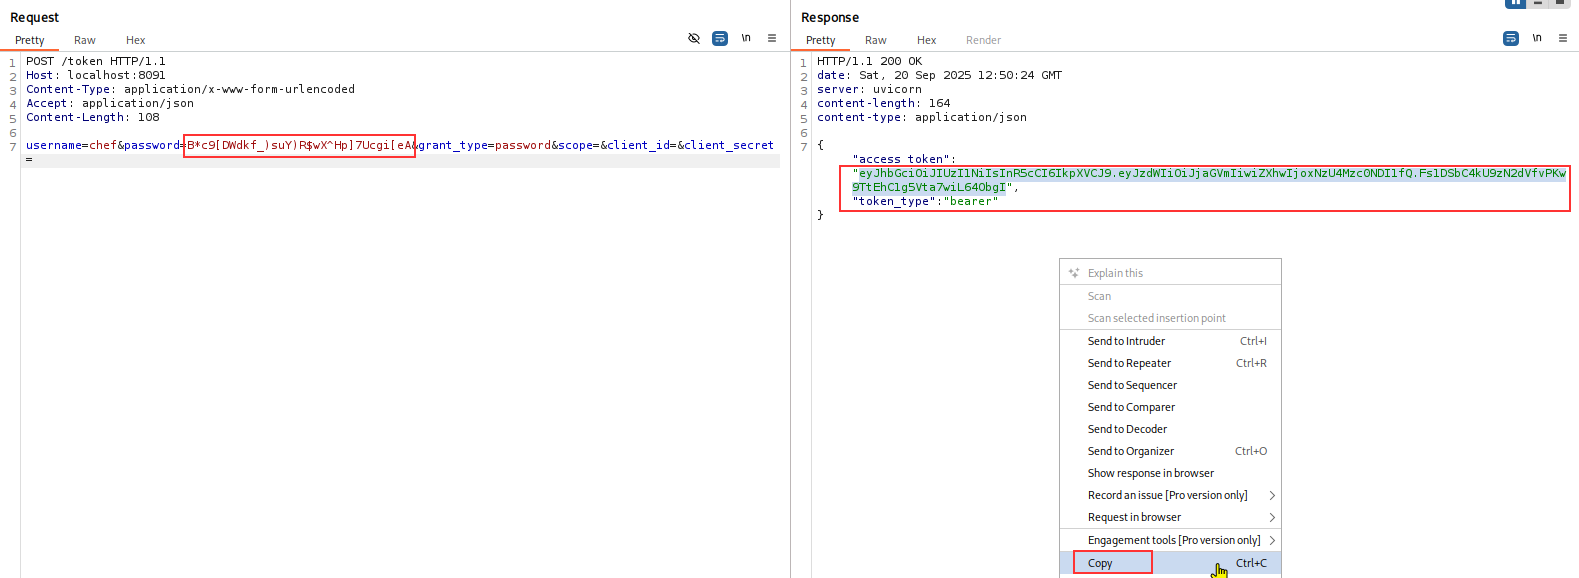 Request
Pretty Raw Hex
\n
1 POST /token HTTP/1.1
2 Host: localhost:8091
3 Content-Type: application/x-www-form-urlencoded
4 Accept: application/json
5 Content-Length: 108
6
7 username=chef&password=B*c9[DWdkf_)suY)R$wX^Hp]7Ucgi[eA&grant_type=password&scope=&client_id=&client_secret
=
Response
Pretty Raw Hex Render
\n
1 HTTP/1.1 200 OK
2 date: Sat, 20 Sep 2025 12:50:24 GMT
3 server: uvicorn
4 content-length: 164
5 content-type: application/json
6
7 {
"access_token":
"eyJhbGciOiJIUzI1NiIsInR5cCI6IkpXVCJ9.eyJzdWIiOiJjaGVmIiwiZXhwIjoxNzU4Mzc0NDI1fQ.Fs1DSbC4kU9zN2dVfvPKw
9TtEhC1g5Vta7wiL64ObgI",
"token_type":"bearer"
}
Explain this
Scan
Scan selected insertion point
Send to Intruder Ctrl+I
Send to Repeater Ctrl+R
Send to Sequencer
Send to Comparer
Send to Decoder
Send to Organizer Ctrl+O
Show response in browser
Record an issue [Pro version only]
Request in browser
Engagement tools [Pro version only]
Copy Ctrl+C